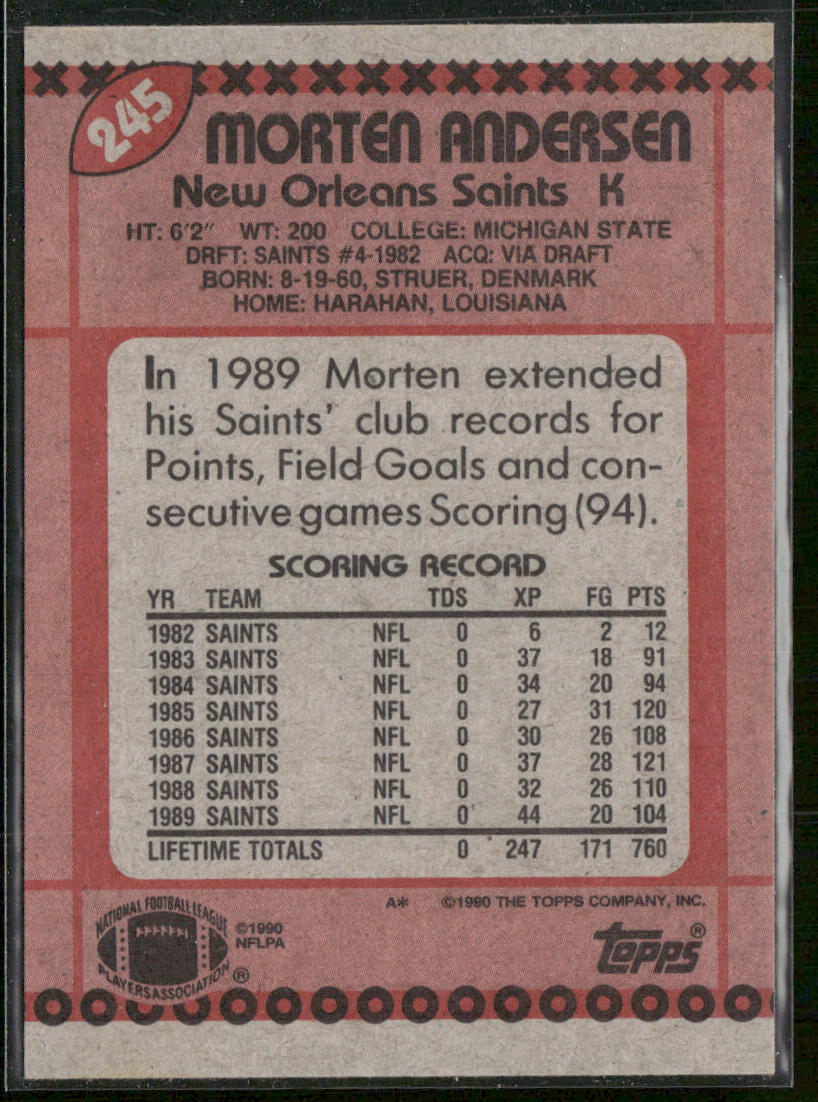 245
MORTEN ANDERSEN
New Orleans Saints K
HT: 6'2" WT: 200 COLLEGE: MICHIGAN STATE
DRFT: SAINTS #4-1982 ACQ: VIA DRAFT
BORN: 8-19-60, STRUER, DENMARK
HOME: HARAHAN, LOUISIANA
In 1989 Morten extended
his Saints' club records for
Points, Field Goals and con-
secutive games Scoring (94).
SCORING RECORD
YR TEAM TDS XP FG PTS
1982 SAINTS NFL 0 6 2 12
1983 SAINTS NFL 0 37 18 91
1984 SAINTS NFL 0 34 20 94
1985 SAINTS NFL 0 27 31 120
1986 SAINTS NFL 0 30 26 108
1987 SAINTS NFL 0 37 28 121
1988 SAINTS NFL 0 32 26 110
1989 SAINTS NFL 0 44 20 104
LIFETIME TOTALS 0 247 171 760
A* ©1990 THE TOPPS COMPANY, INC.
NATIONAL FOOTBALL LEAGUE
PLAYERS ASSOCIATION ®
©1990
NFLPA
Topps ®